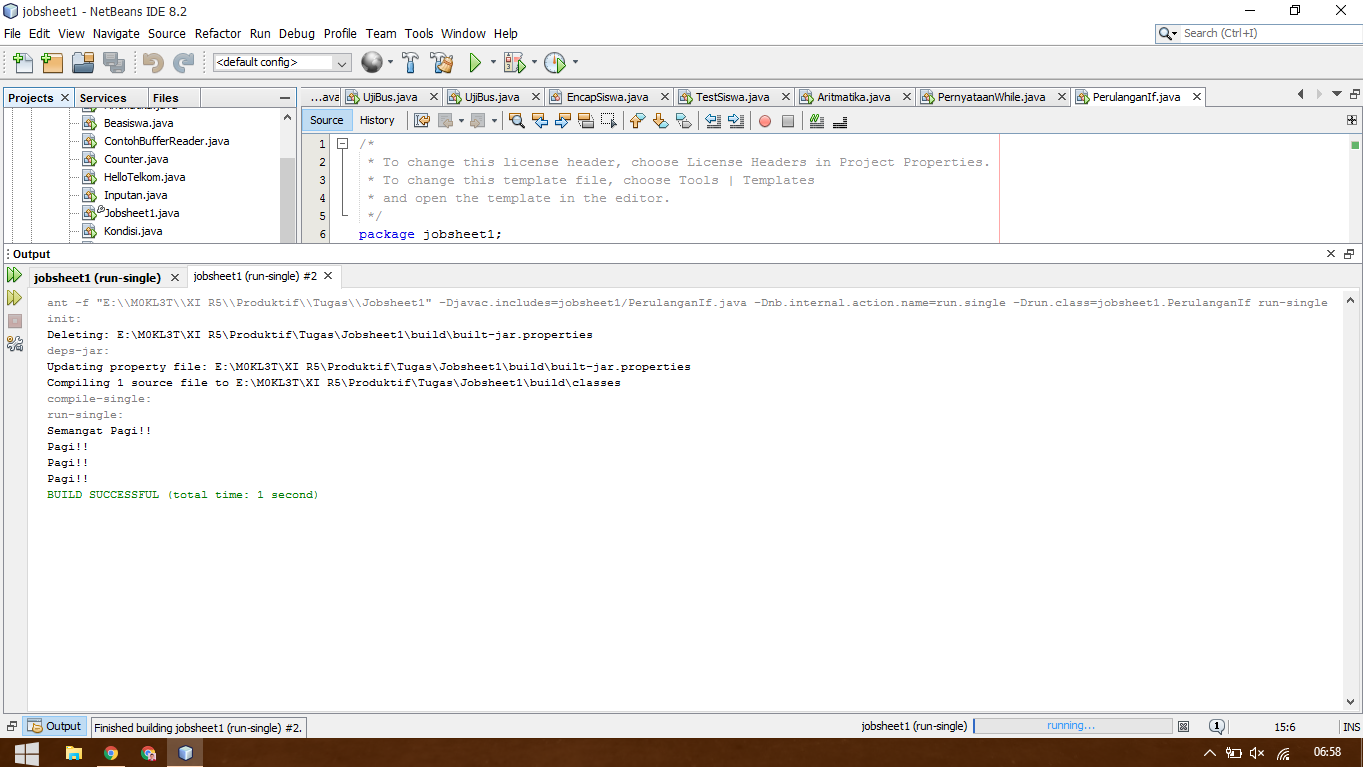 jobsheet1 - NetBeans IDE 8.2
File Edit View Navigate Source Refactor Run Debug Profile Team Tools Window Help
Search (Ctrl+I)
<default config>
Projects Services Files
...ava UjiBus.java UjiBus.java EncapSiswa.java TestSiswa.java Aritmatika.java PernyataanWhile.java PerulanganIf.java
Beasiswa.java
ContohBufferReader.java
Counter.java
HelloTelkom.java
Inputan.java
Jobsheet1.java
Kondisi.java
Source History
1 /*
2 * To change this license header, choose License Headers in Project Properties.
3 * To change this template file, choose Tools | Templates
4 * and open the template in the editor.
5 */
6 package jobsheet1;
Output
jobsheet1 (run-single) jobsheet1 (run-single) #2
ant -f "E:\\M0KL3T\\XI R5\\Produktif\\Tugas\\Jobsheet1" -Djavac.includes=jobsheet1/PerulanganIf.java -Dnb.internal.action.name=run.single -Drun.class=jobsheet1.PerulanganIf run-single
init:
Deleting: E:\M0KL3T\XI R5\Produktif\Tugas\Jobsheet1\build\built-jar.properties
deps-jar:
Updating property file: E:\M0KL3T\XI R5\Produktif\Tugas\Jobsheet1\build\built-jar.properties
Compiling 1 source file to E:\M0KL3T\XI R5\Produktif\Tugas\Jobsheet1\build\classes
compile-single:
run-single:
Semangat Pagi!!
Pagi!!
Pagi!!
Pagi!!
BUILD SUCCESSFUL (total time: 1 second)
Output
Finished building jobsheet1 (run-single) #2.
jobsheet1 (run-single) running... 1 15:6 INS
06:58